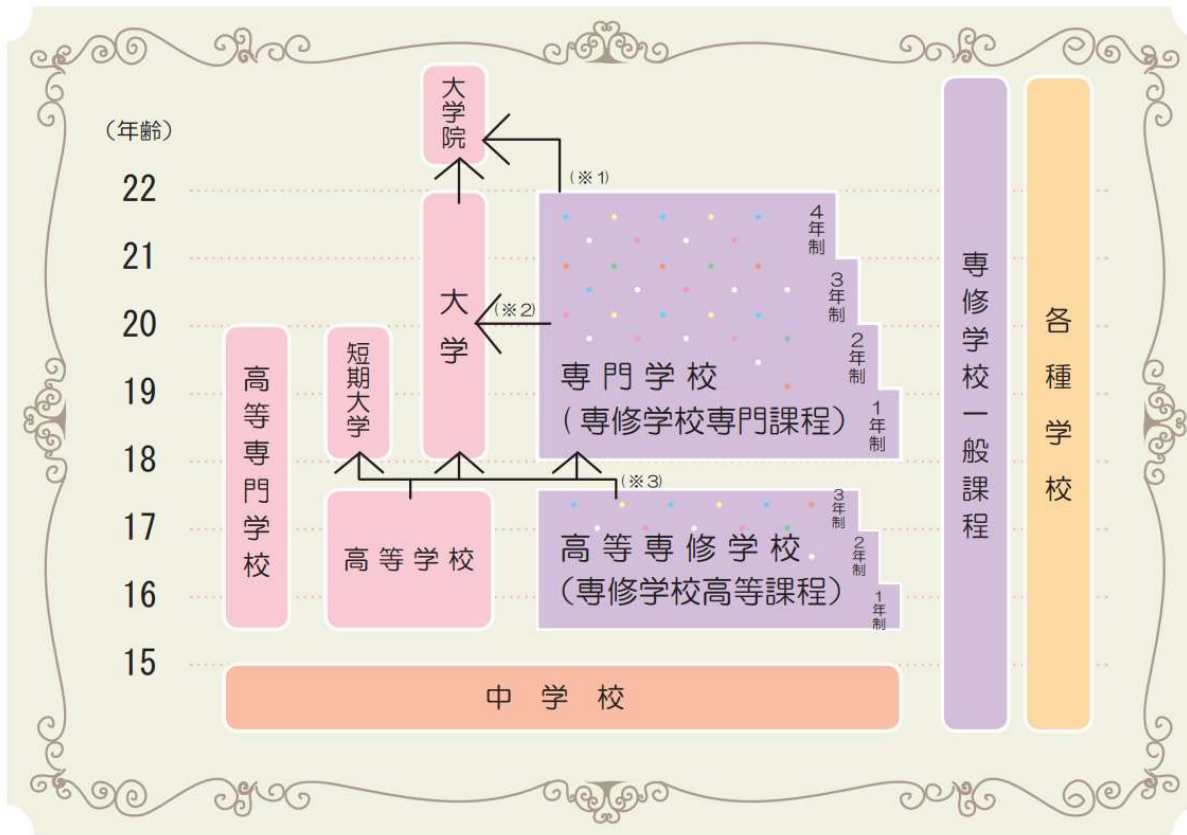 （年齢）
大学院
（※1）
22
21
20
19
18
17
16
15
高等専門学校
短期大学
大学
（※2）
4年制
3年制
2年制
1年制
専門学校
（専修学校専門課程）
（※3）
高等学校
3年制
2年制
1年制
高等専修学校
（専修学校高等課程）
中学校
専修学校一般課程
各種学校